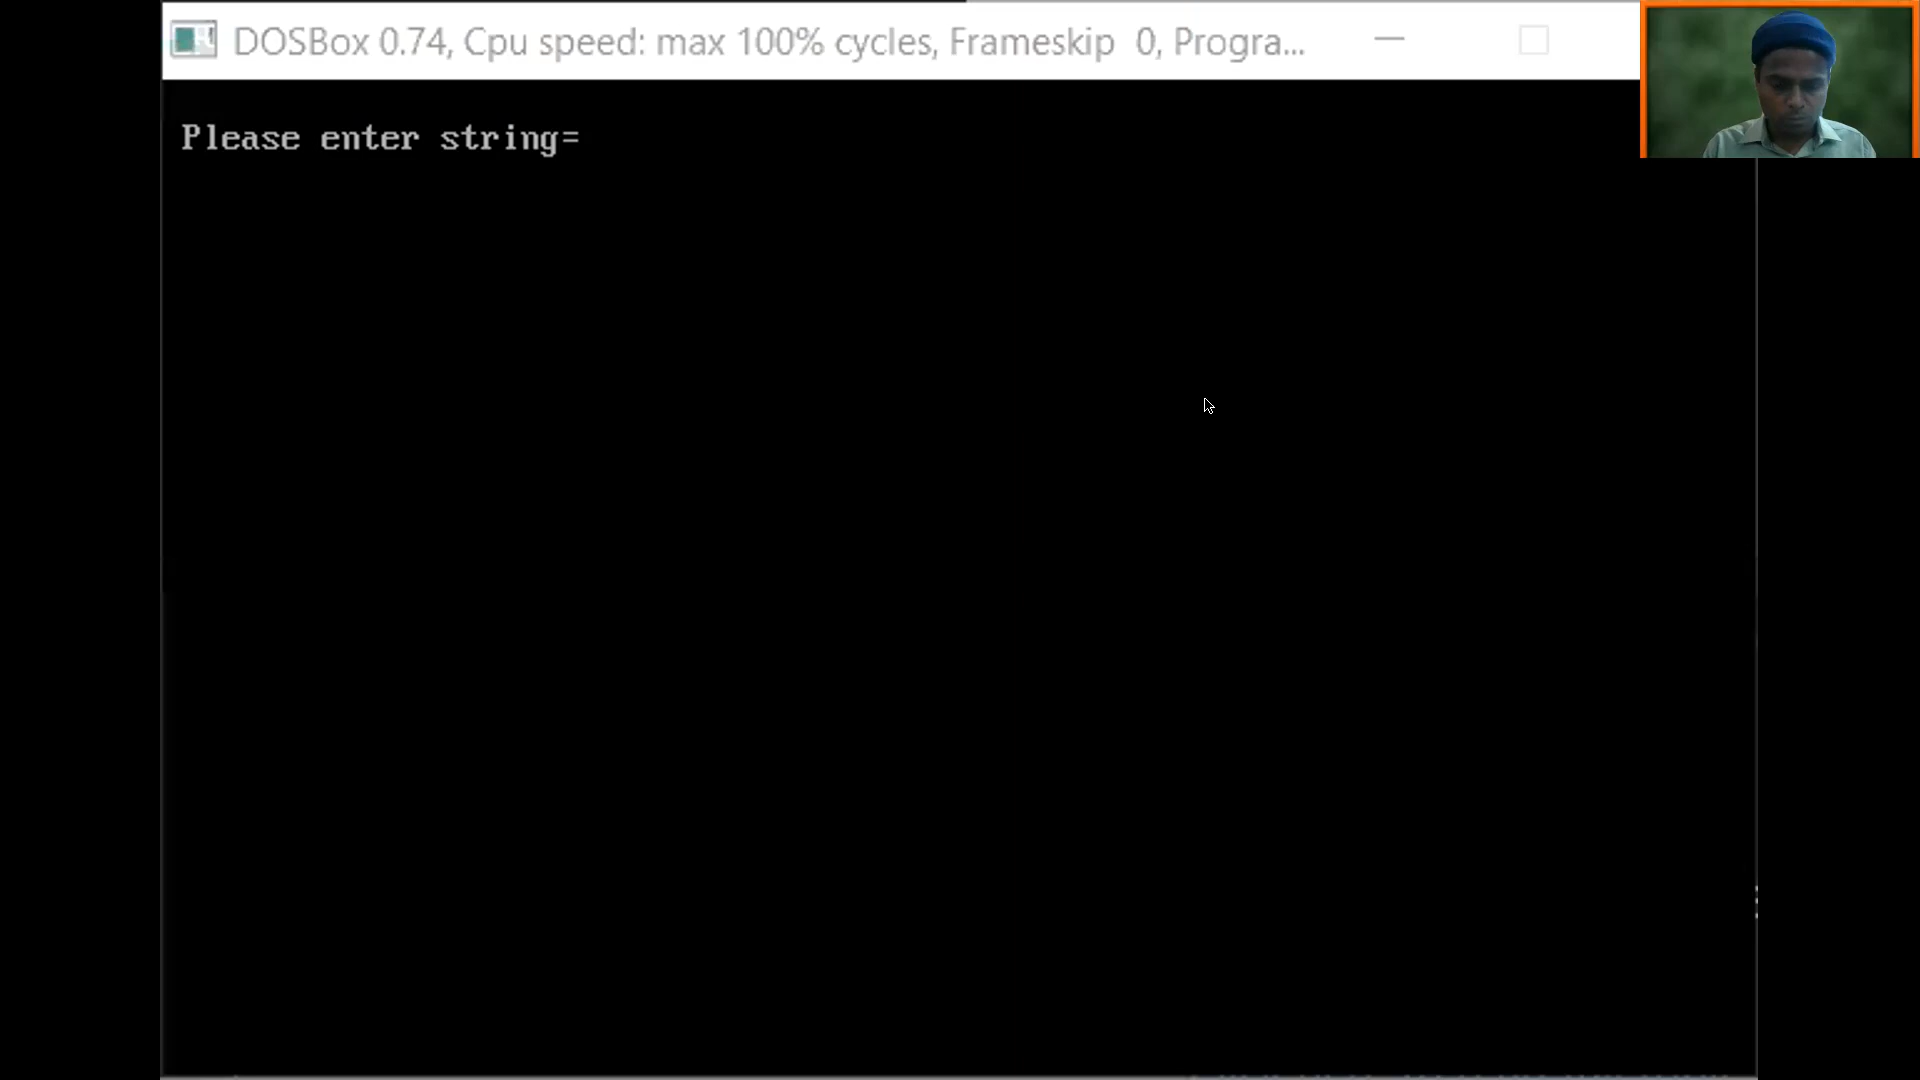 DOSBox 0.74, Cpu speed: max 100% cycles, Frameskip 0, Progra...
Please enter string=